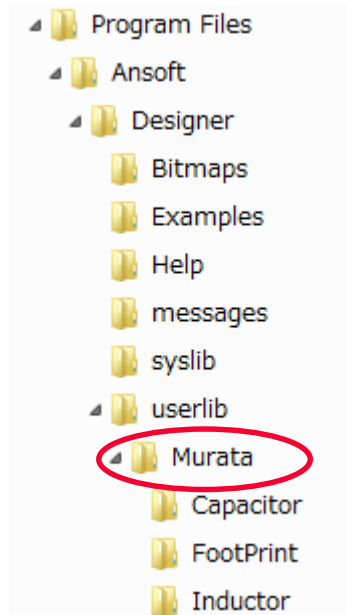 Program Files
Ansoft
Designer
Bitmaps
Examples
Help
messages
syslib
userlib
Murata
Capacitor
FootPrint
Inductor